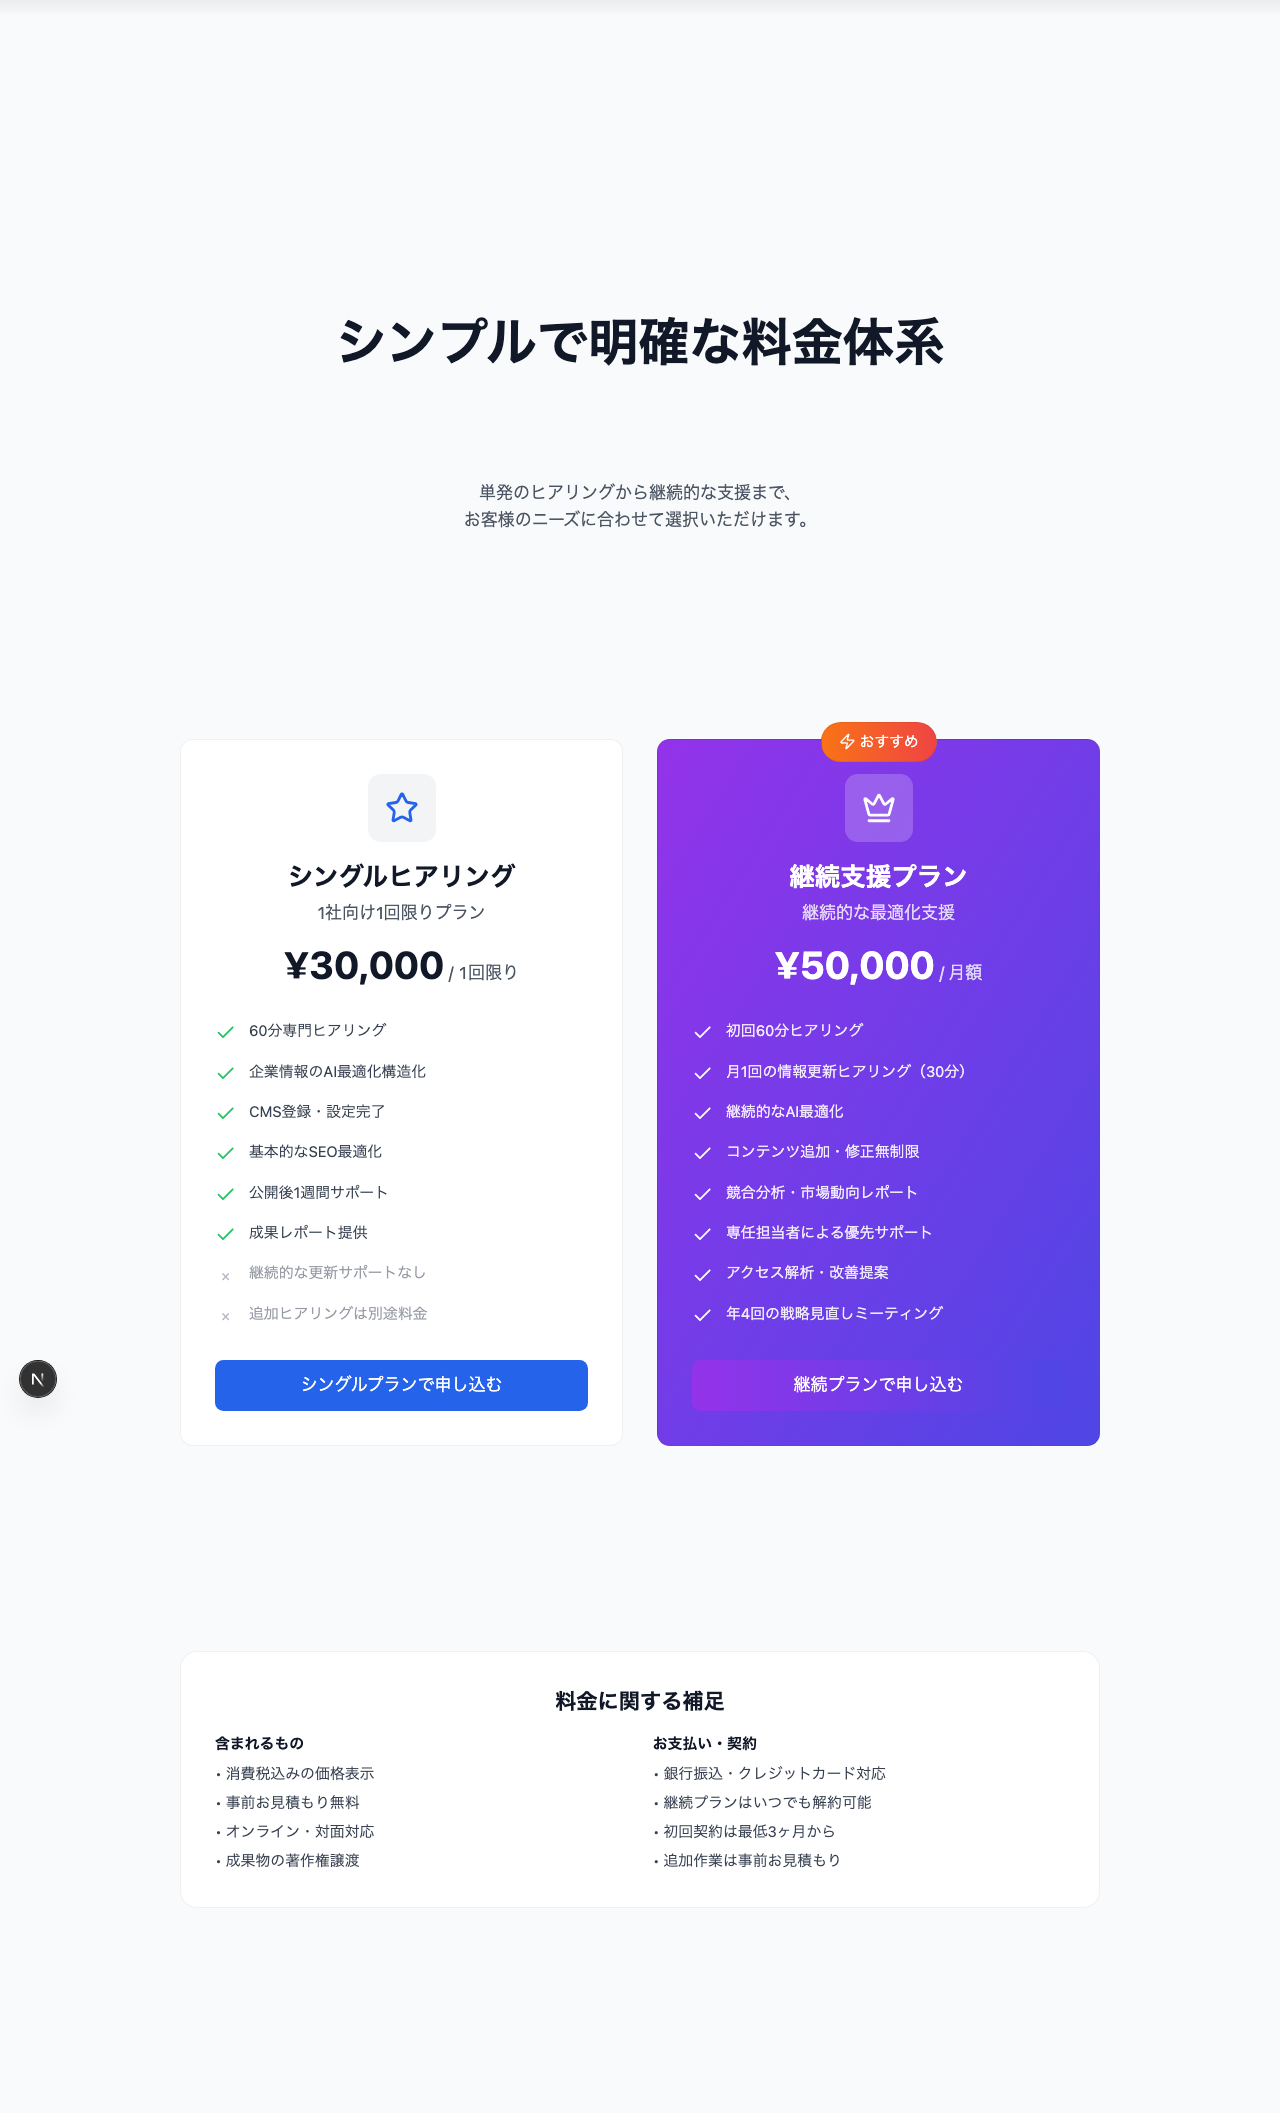 シンプルで明確な料金体系
単発のヒアリングから継続的な支援まで、
お客様のニーズに合わせて選択いただけます。
シングルヒアリング
1社向け1回限りプラン
¥30,000 / 1回限り
60分専門ヒアリング
企業情報のAI最適化構造化
CMS登録・設定完了
基本的なSEO最適化
公開後1週間サポート
成果レポート提供
× 継続的な更新サポートなし
× 追加ヒアリングは別途料金
シングルプランで申し込む
おすすめ
継続支援プラン
継続的な最適化支援
¥50,000 / 月額
初回60分ヒアリング
月1回の情報更新ヒアリング（30分）
継続的なAI最適化
コンテンツ追加・修正無制限
競合分析・市場動向レポート
専任担当者による優先サポート
アクセス解析・改善提案
年4回の戦略見直しミーティング
継続プランで申し込む
N
料金に関する補足
含まれるもの
• 消費税込みの価格表示
• 事前お見積もり無料
• オンライン・対面対応
• 成果物の著作権譲渡
お支払い・契約
• 銀行振込・クレジットカード対応
• 継続プランはいつでも解約可能
• 初回契約は最低3ヶ月から
• 追加作業は事前お見積もり